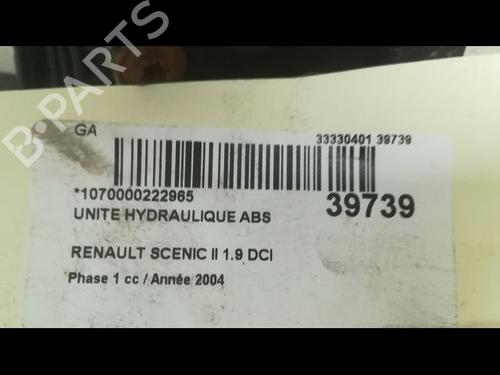 GA
33330401 39739
*1070000222965
39739
UNITE HYDRAULIQUE ABS
RENAULT SCENIC II 1.9 DCI
Phase 1 cc / Année 2004
B-PARTS